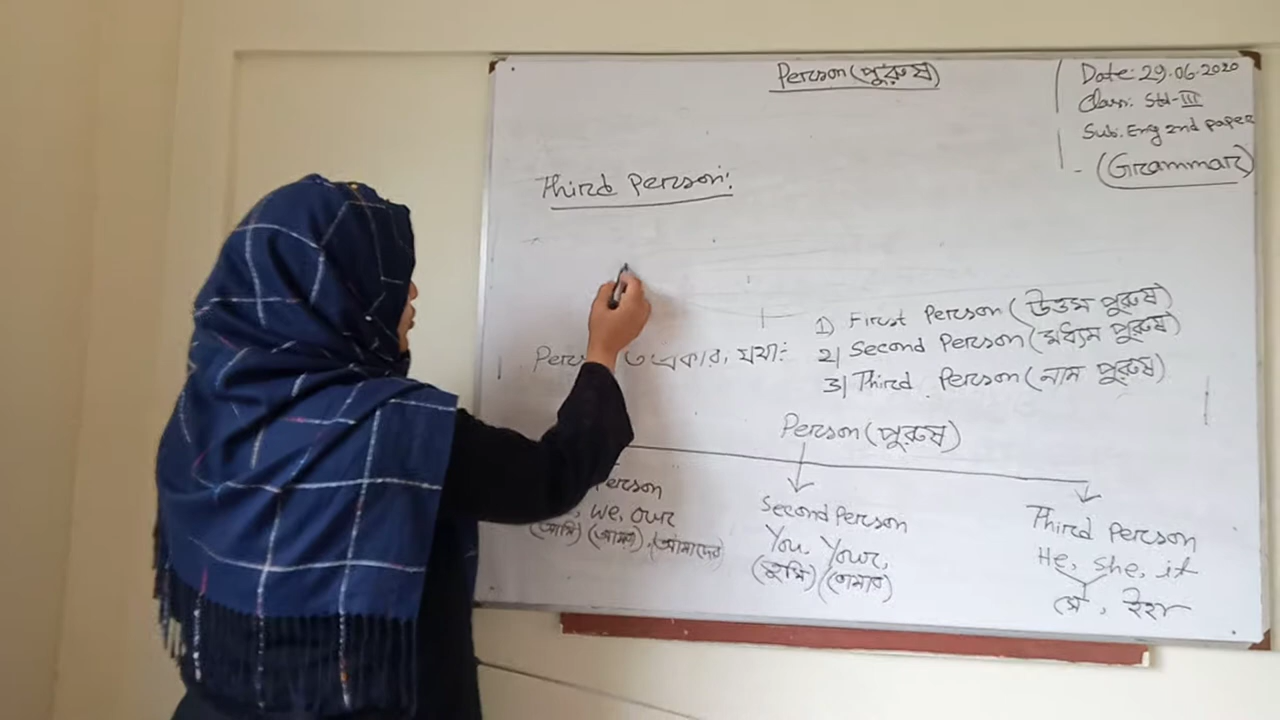 Person (পুরুষ)
Date: 29.06.2020
Class: Std-III
Sub: Eng 2nd paper
(Grammar)
Third Person:
৩ প্রকার, যথা:
1) First Person (উত্তম পুরুষ)
2) Second Person (মধ্যম পুরুষ)
3) Third Person (নাম পুরুষ)
Person (পুরুষ)
Person
we, our
(আমি) (আমরা), (আমাদের)
Second Person
You, Your,
(তুমি) (তোমার)
Third Person
He, She, it
সে, ইহা